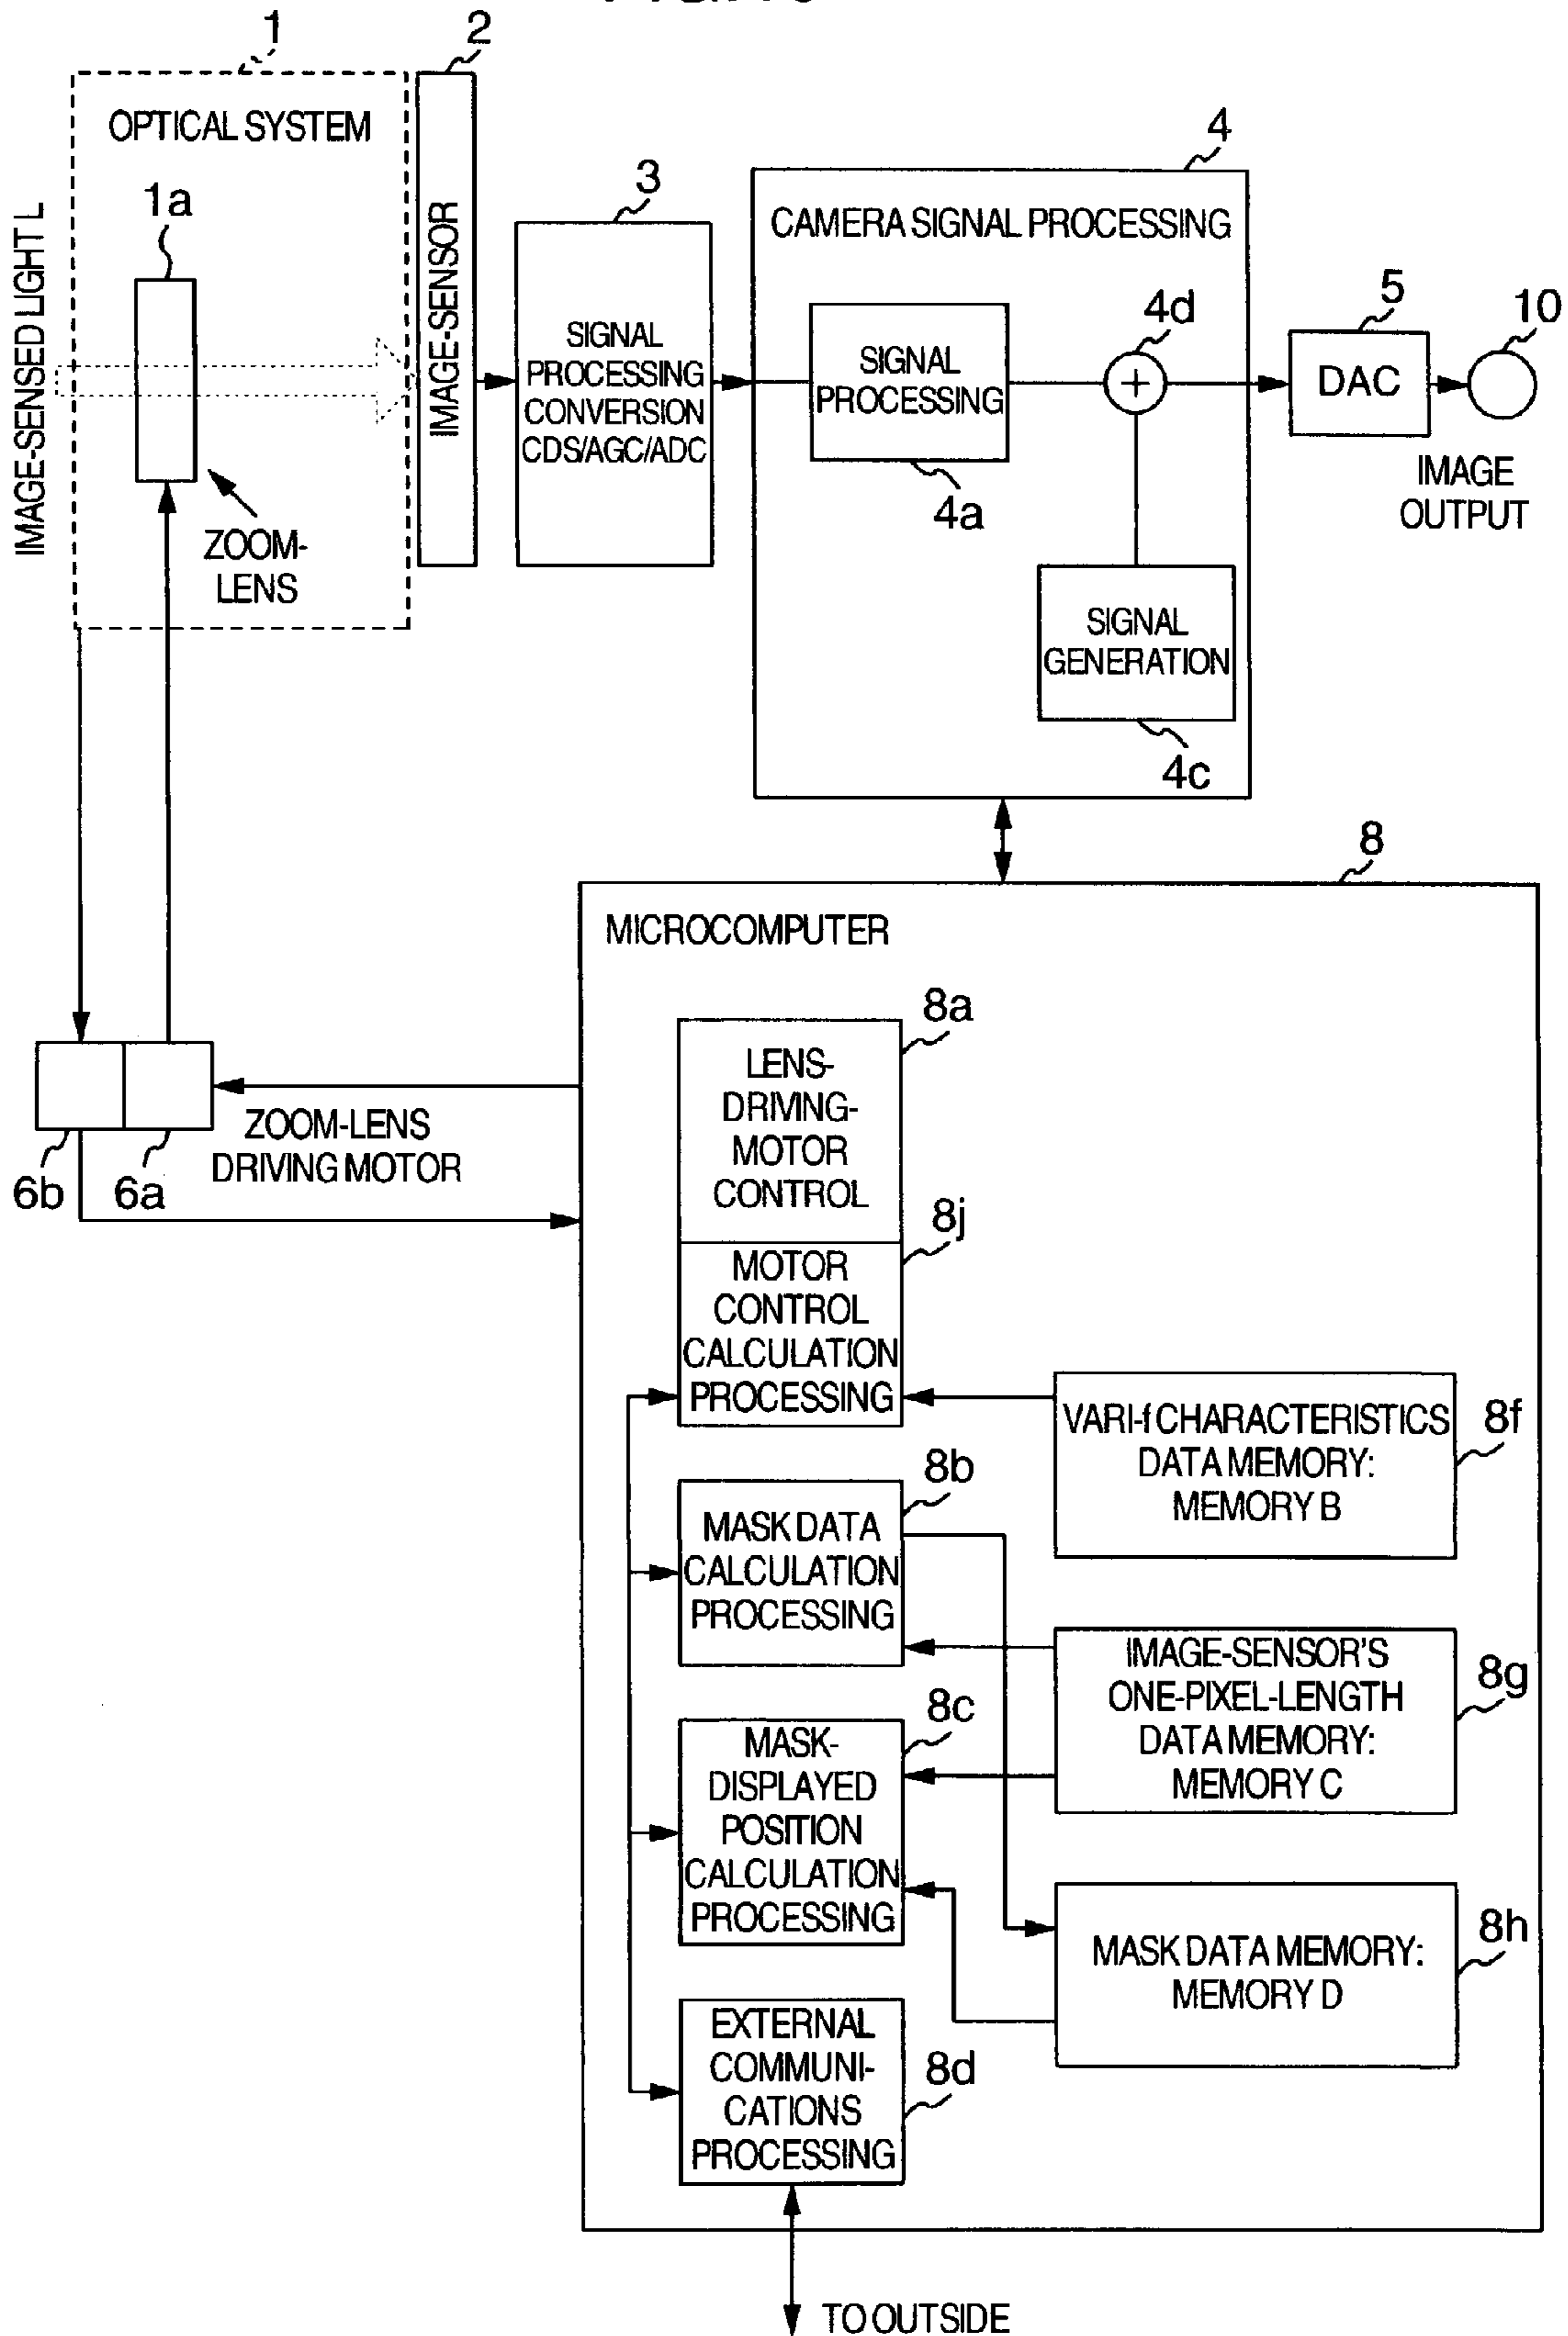 1
2
OPTICAL SYSTEM
4
3
1a
CAMERA SIGNAL PROCESSING
IMAGE-SENSED LIGHT L
IMAGE-SENSOR
SIGNAL
PROCESSING
CONVERSION
CDS/AGC/ADC
SIGNAL
PROCESSING
4d
+
5
DAC
10
4a
IMAGE
OUTPUT
ZOOM-
LENS
SIGNAL
GENERATION
4c
8
MICROCOMPUTER
8a
LENS-
DRIVING-
MOTOR
CONTROL
ZOOM-LENS
DRIVING MOTOR
6b
6a
8j
MOTOR
CONTROL
CALCULATION
PROCESSING
VARI-f CHARACTERISTICS
DATA MEMORY:
MEMORY B
8f
8b
MASK DATA
CALCULATION
PROCESSING
IMAGE-SENSOR'S
ONE-PIXEL-LENGTH
DATA MEMORY:
MEMORY C
8g
8c
MASK-
DISPLAYED
POSITION
CALCULATION
PROCESSING
MASK DATA MEMORY:
MEMORY D
8h
EXTERNAL
COMMUNI-
CATIONS
PROCESSING
8d
TO OUTSIDE